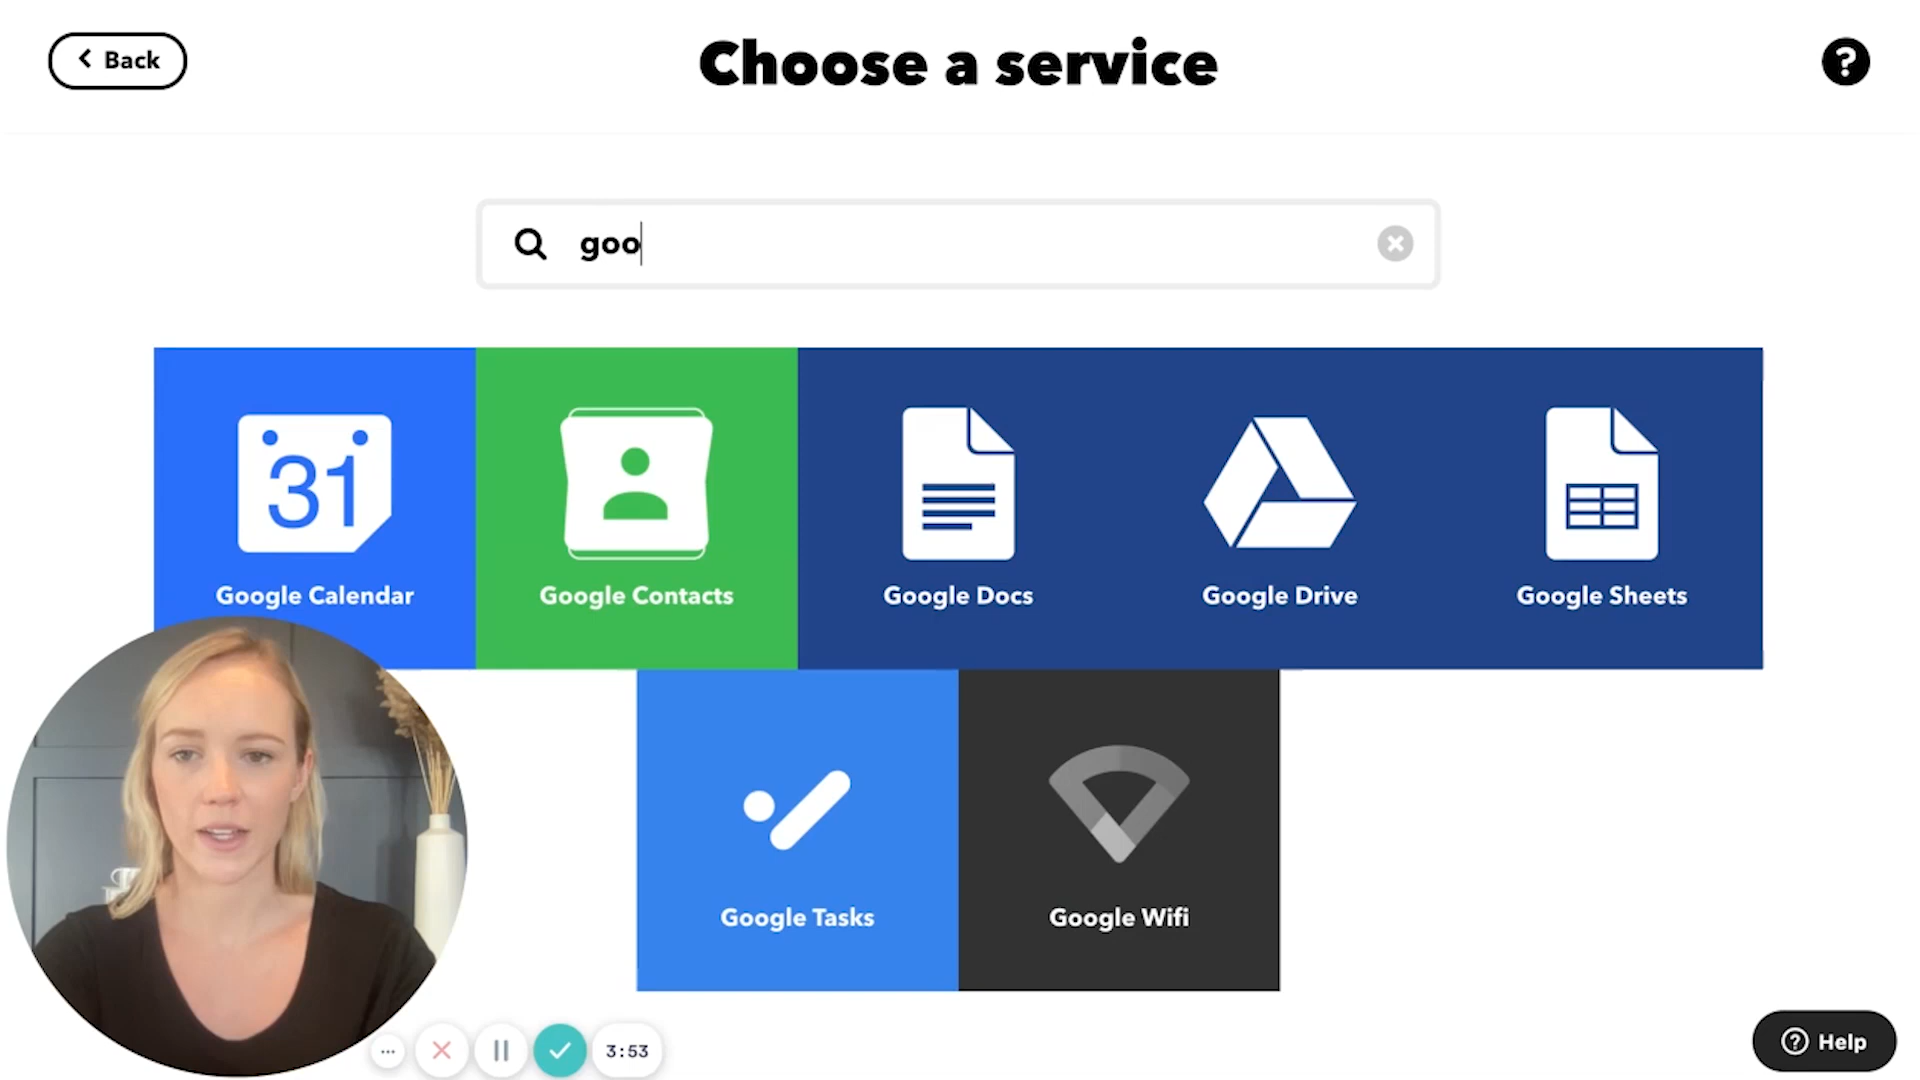 Back
Choose a service
?
goo
31
Google Calendar
Google Contacts
Google Docs
Google Drive
Google Sheets
Google Tasks
Google Wifi
3:53
? Help